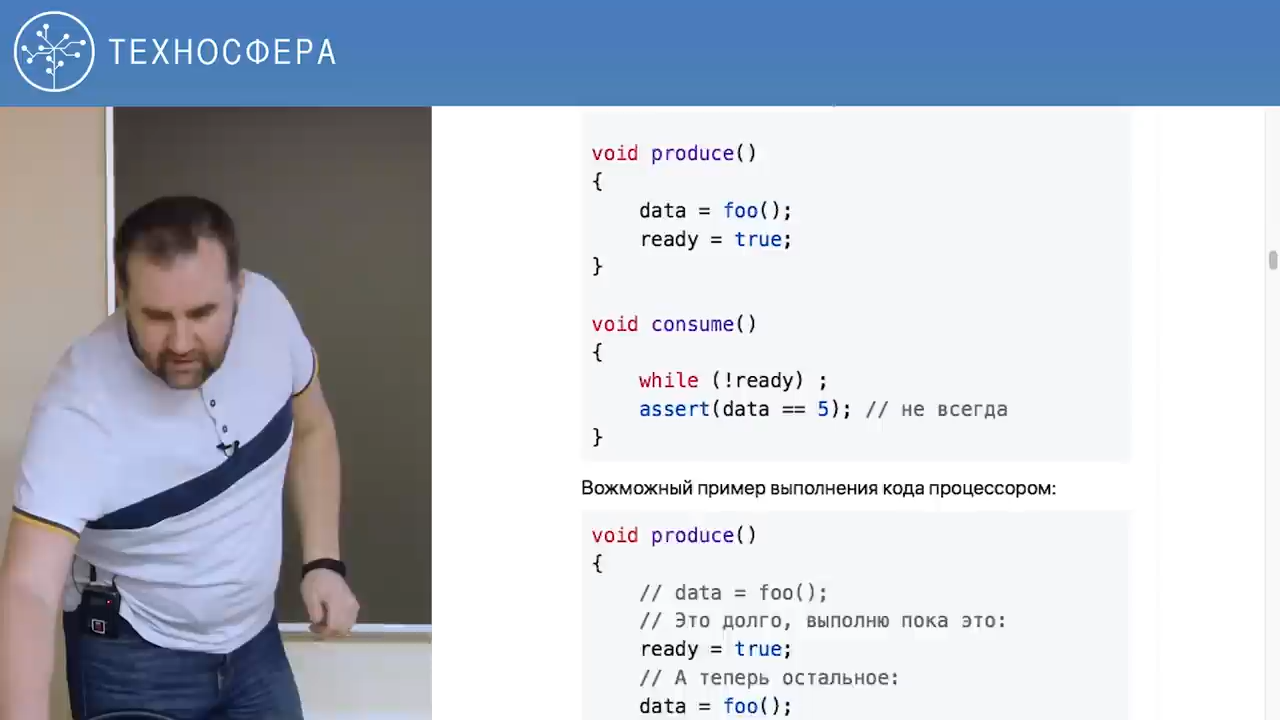 ТЕХНОСФЕРА
void produce()
{
    data = foo();
    ready = true;
}
void consume()
{
    while (!ready) ;
    assert(data == 5); // не всегда
}
Вожможный пример выполнения кода процессором:
void produce()
{
    // data = foo();
    // Это долго, выполню пока это:
    ready = true;
    // А теперь остальное:
    data = foo();